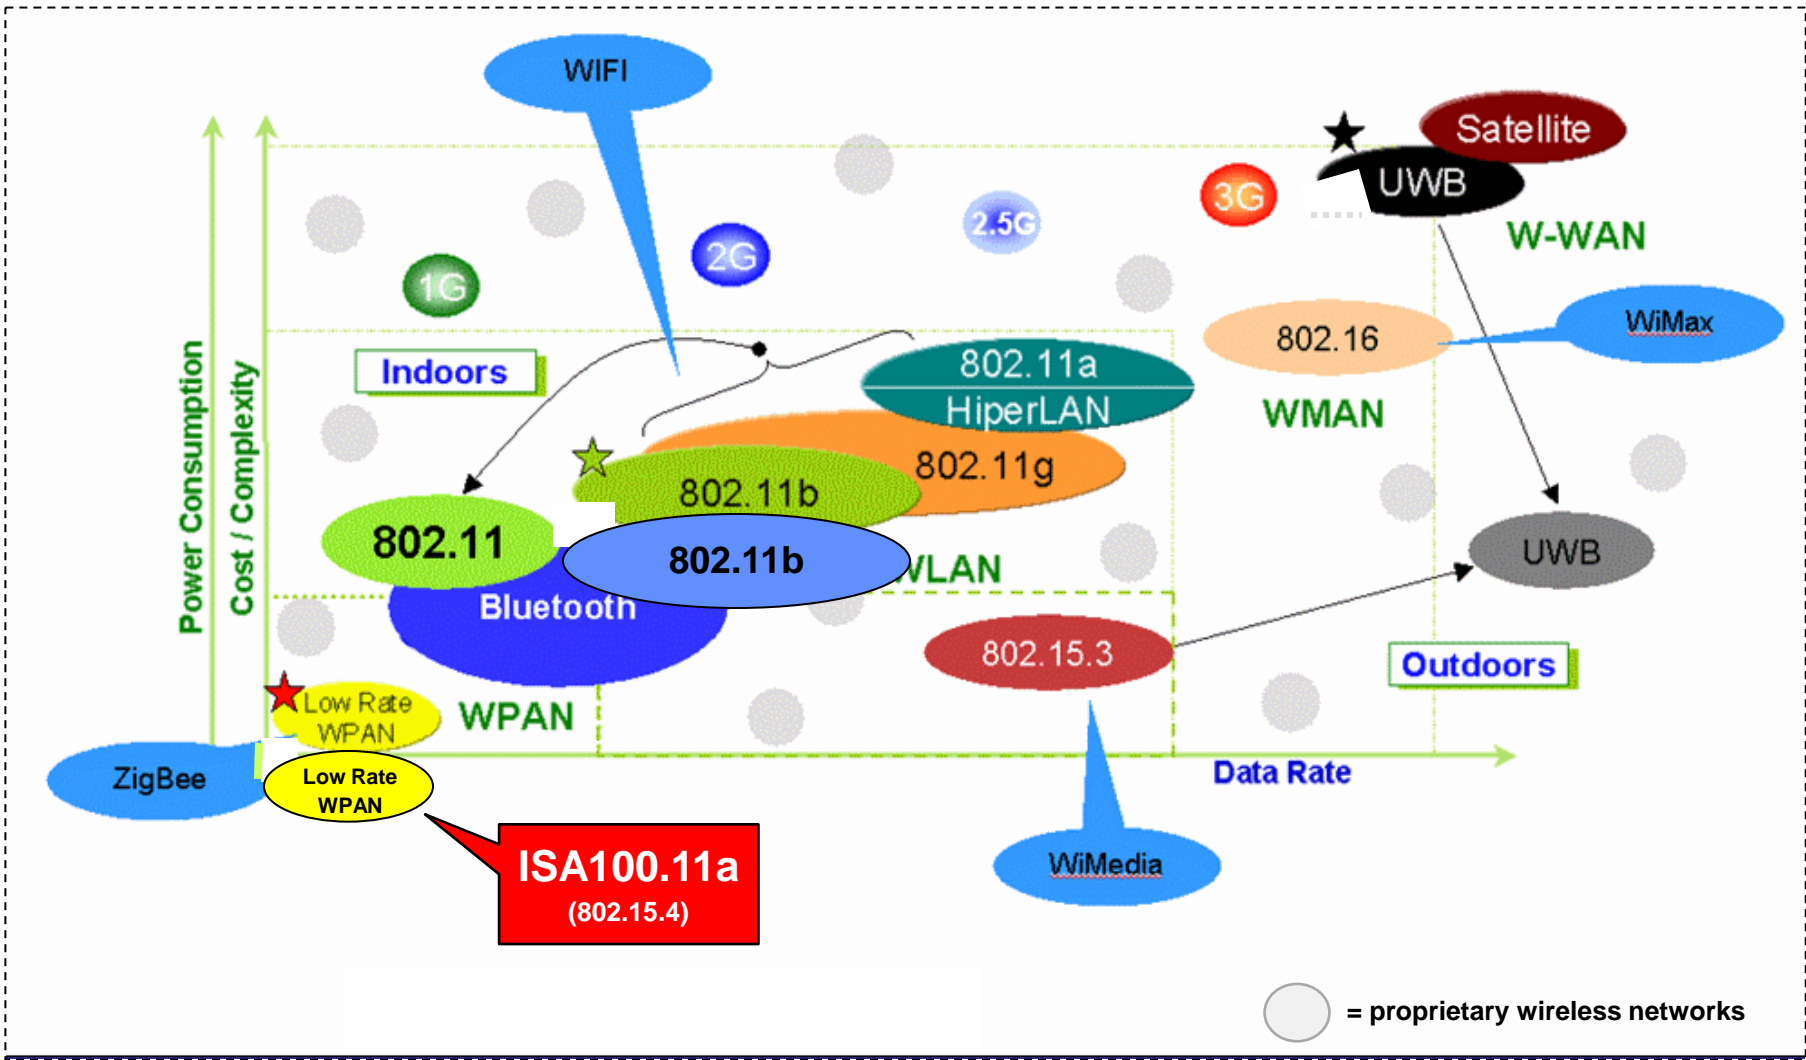 WIFI
Satellite
UWB
3G
2.5G
W-WAN
2G
1G
WiMax
802.16
Indoors
802.11a
HiperLAN
WMAN
802.11g
802.11b
802.11
802.11b
WLAN
UWB
Bluetooth
802.15.3
Outdoors
Power Consumption
Cost / Complexity
Low Rate
WPAN
WPAN
Data Rate
ZigBee
Low Rate
WPAN
WiMedia
ISA100.11a
(802.15.4)
= proprietary wireless networks